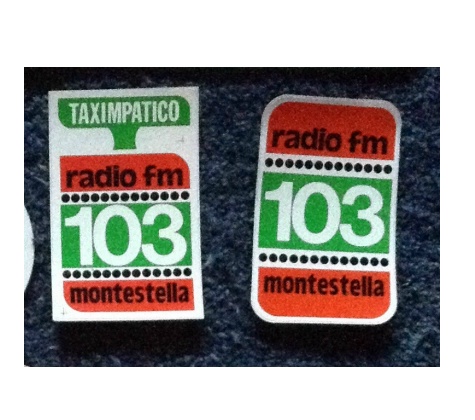 TAXIMPATICO
radio fm
103
montestella
radio fm
103
montestella